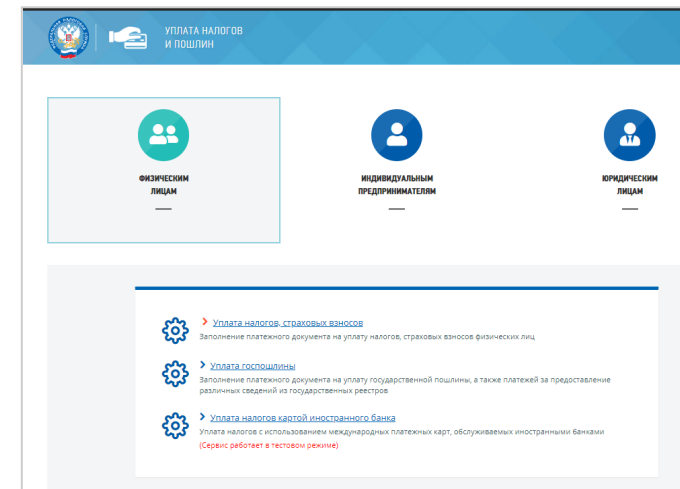 УПЛАТА НАЛОГОВ
И ПОШЛИН
ФИЗИЧЕСКИМ
ЛИЦАМ
ИНДИВИДУАЛЬНЫМ
ПРЕДПРИНИМАТЕЛЯМ
ЮРИДИЧЕСКИМ
ЛИЦАМ
Уплата налогов, страховых взносов
Заполнение платежного документа на уплату налогов, страховых взносов физических лиц
Уплата госпошлины
Заполнение платежного документа на уплату государственной пошлины, а также платежей за предоставление
различных сведений из государственных реестров
Уплата налогов картой иностранного банка
Уплата налогов с использованием международных платежных карт, обслуживаемых иностранными банками
(Сервис работает в тестовом режиме)